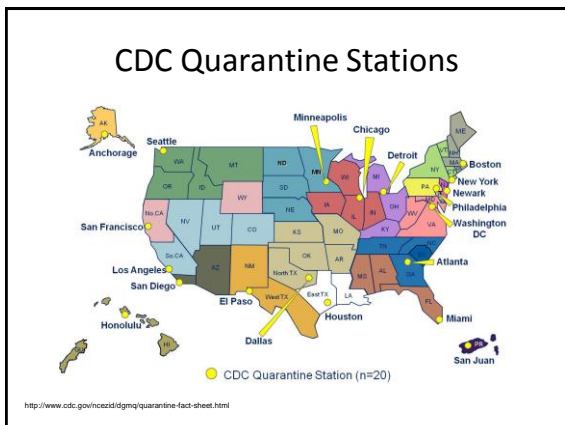 CDC Quarantine Stations
Minneapolis
Chicago
Detroit
Seattle
AK
Anchorage
ME
VT
NH
MA
NY
Boston
New York
Newark
Philadelphia
Washington
DC
WA
MT
ND
MN
WI
MI
OR
ID
SD
WY
IA
IL
IN
OH
PA
WV
VA
KY
NE
No.CA
NV
UT
CO
KS
MO
San Francisco
So.CA
Los Angeles
San Diego
AZ
NM
OK
AR
TN
NC
GA
Atlanta
North TX
West TX
East TX
LA
MS
AL
FL
El Paso
Dallas
Houston
Miami
Honolulu
HI
PR
San Juan
CDC Quarantine Station (n=20)
http://www.cdc.gov/ncezid/dgmq/quarantine-fact-sheet.html